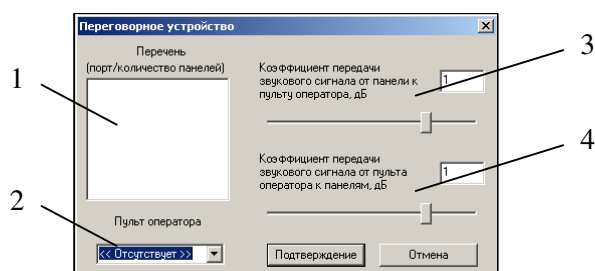 Переговорное устройство
Перечень
(порт/количество панелей)
Коэффициент передачи
звукового сигнала от панели к
пульту оператора, дБ
1
3
1
Коэффициент передачи
звукового сигнала от пульта
оператора к панелям, дБ
1
4
2
Пульт оператора
<< Отсутствует >>
Подтверждение
Отмена